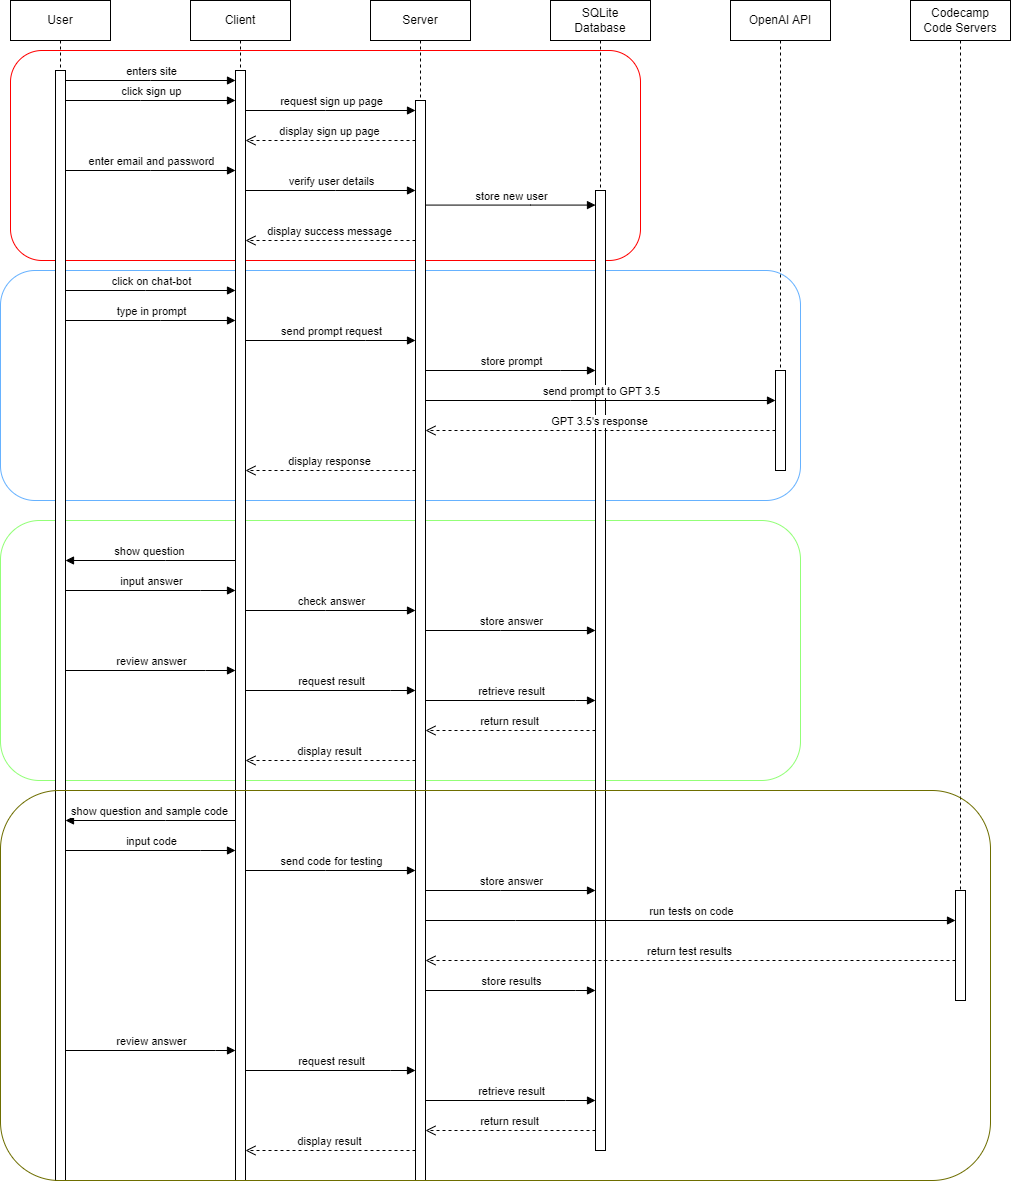 User
Client
Server
SQLite
Database
OpenAI API
Codecamp
Code Servers
enters site
click sign up
request sign up page
display sign up page
enter email and password
verify user details
store new user
display success message
click on chat-bot
type in prompt
send prompt request
store prompt
send prompt to GPT 3.5
GPT 3.5's response
display response
show question
input answer
check answer
store answer
review answer
request result
retrieve result
return result
display result
show question and sample code
input code
send code for testing
store answer
run tests on code
return test results
store results
review answer
request result
retrieve result
return result
display result